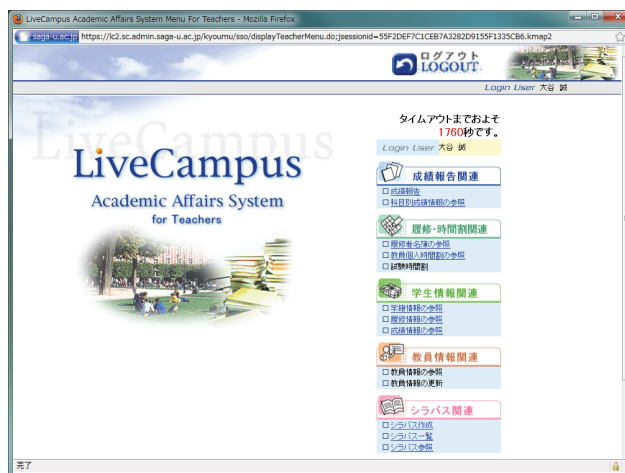 LiveCampus Academic Affairs System Menu For Teachers - Mozilla Firefox
saga-u.ac.jp https://lc2.sc.admin.saga-u.ac.jp/kyoumu/sso/displayTeacherMenu.do;jsessionid=55F2DEF7C1CEB7A3282D9155F1335CB6.kmap2
ログアウト
LOGOUT
Login User 大谷 誠
タイムアウトまでおよそ
1760秒です。
Login User 大谷 誠
LiveCampus
LiveCampus
Academic Affairs System
for Teachers
成績報告関連
成績報告
科目別成績情報の参照
履修・時間割関連
履修者名簿の参照
教員個人時間割の参照
試験時間割
学生情報関連
学籍情報の参照
履修情報の参照
成績情報の参照
教員情報関連
教員情報の参照
教員情報の更新
シラバス関連
シラバス作成
シラバス一覧
シラバス参照
完了